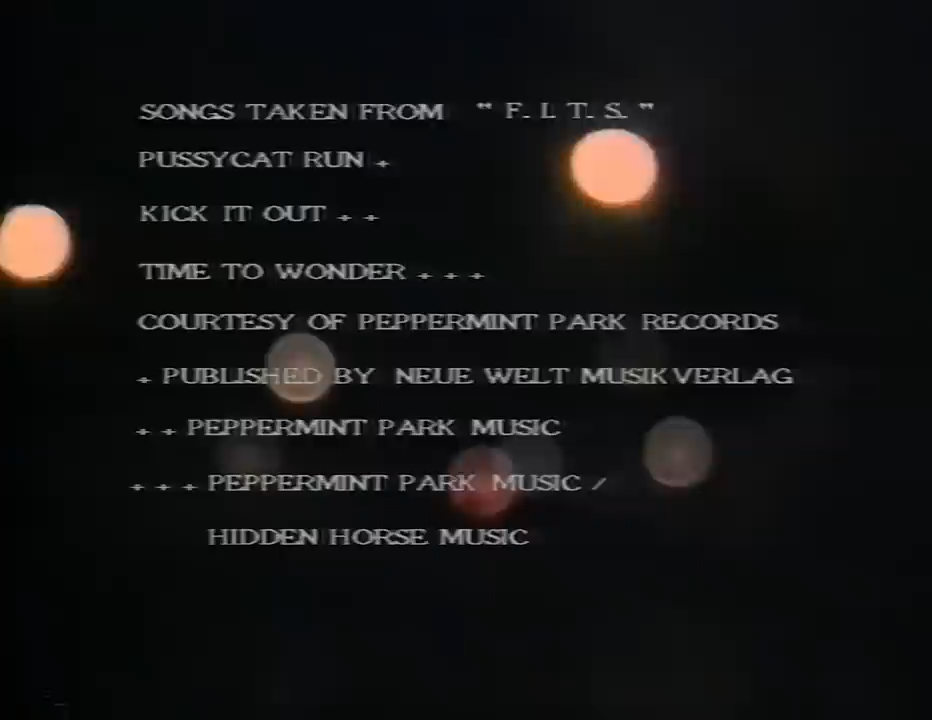 SONGS TAKEN FROM " F. I. T. S. "
PUSSYCAT RUN +
KICK IT OUT + +
TIME TO WONDER + + +
COURTESY OF PEPPERMINT PARK RECORDS
+ PUBLISHED BY NEUE WELT MUSIKVERLAG
+ + PEPPERMINT PARK MUSIC
+ + + PEPPERMINT PARK MUSIC /
HIDDEN HORSE MUSIC